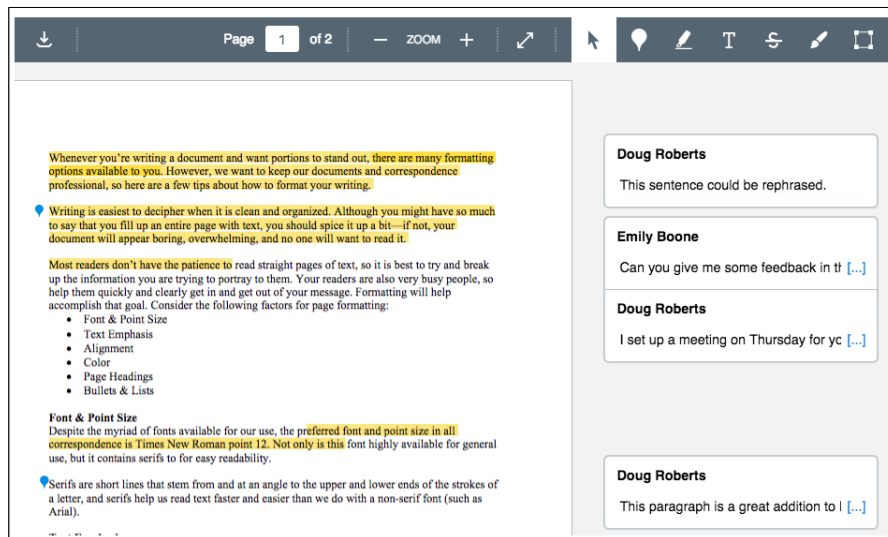 Page 1 of 2 ZOOM T S
Whenever you're writing a document and want portions to stand out, there are many formatting
options available to you. However, we want to keep our documents and correspondence
professional, so here are a few tips about how to format your writing.
Writing is easiest to decipher when it is clean and organized. Although you might have so much
to say that you fill up an entire page with text, you should spice it up a bit—if not, your
document will appear boring, overwhelming, and no one will want to read it.
Most readers don't have the patience to read straight pages of text, so it is best to try and break
up the information you are trying to portray to them. Your readers are also very busy people, so
help them quickly and clearly get in and get out of your message. Formatting will help
accomplish that goal. Consider the following factors for page formatting:
• Font & Point Size
• Text Emphasis
• Alignment
• Color
• Page Headings
• Bullets & Lists
Font & Point Size
Despite the myriad of fonts available for our use, the preferred font and point size in all
correspondence is Times New Roman point 12. Not only is this font highly available for general
use, but it contains serifs to for easy readability.
Serifs are short lines that stem from and at an angle to the upper and lower ends of the strokes of
a letter, and serifs help us read text faster and easier than we do with a non-serif font (such as
Arial).
Doug Roberts
This sentence could be rephrased.
Emily Boone
Can you give me some feedback in [...]
Doug Roberts
I set up a meeting on Thursday for [...]
Doug Roberts
This paragraph is a great addition to [...]